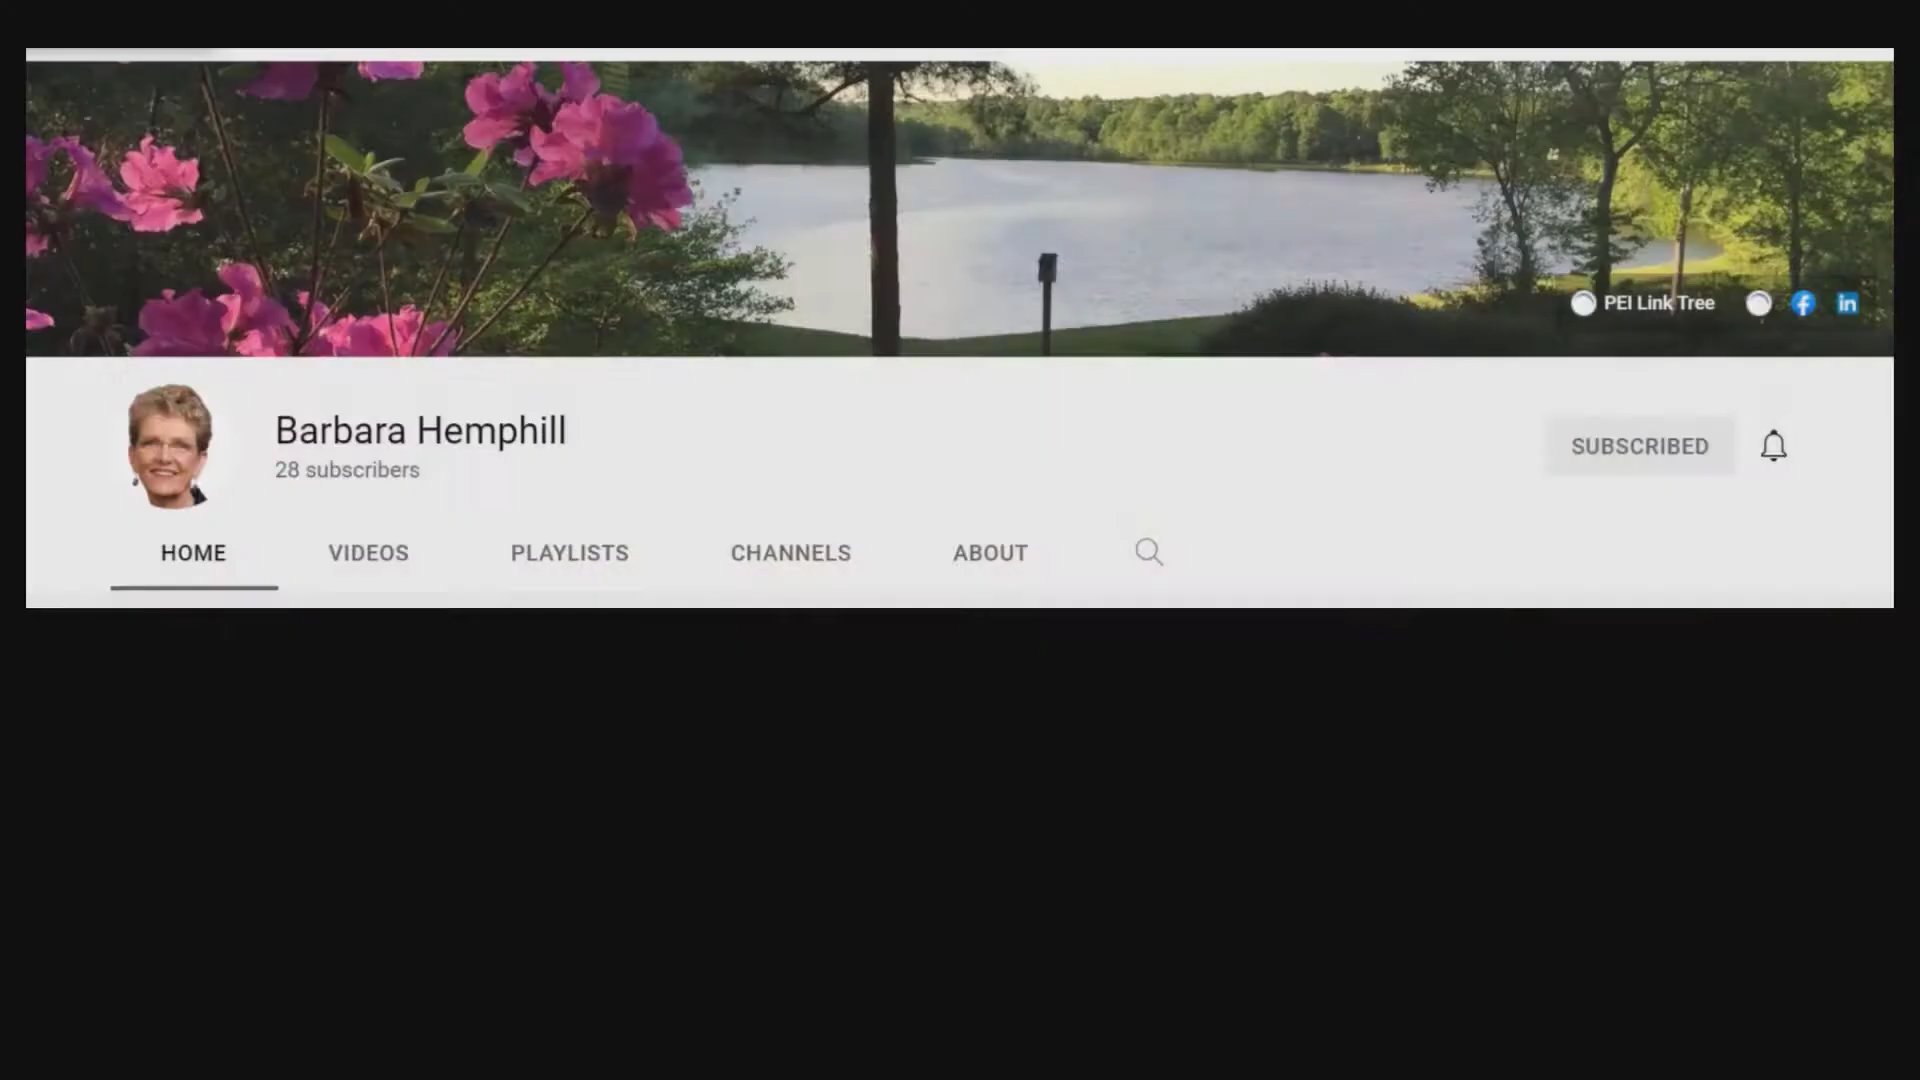 PEI Link Tree
Barbara Hemphill
28 subscribers
SUBSCRIBED
HOME VIDEOS PLAYLISTS CHANNELS ABOUT